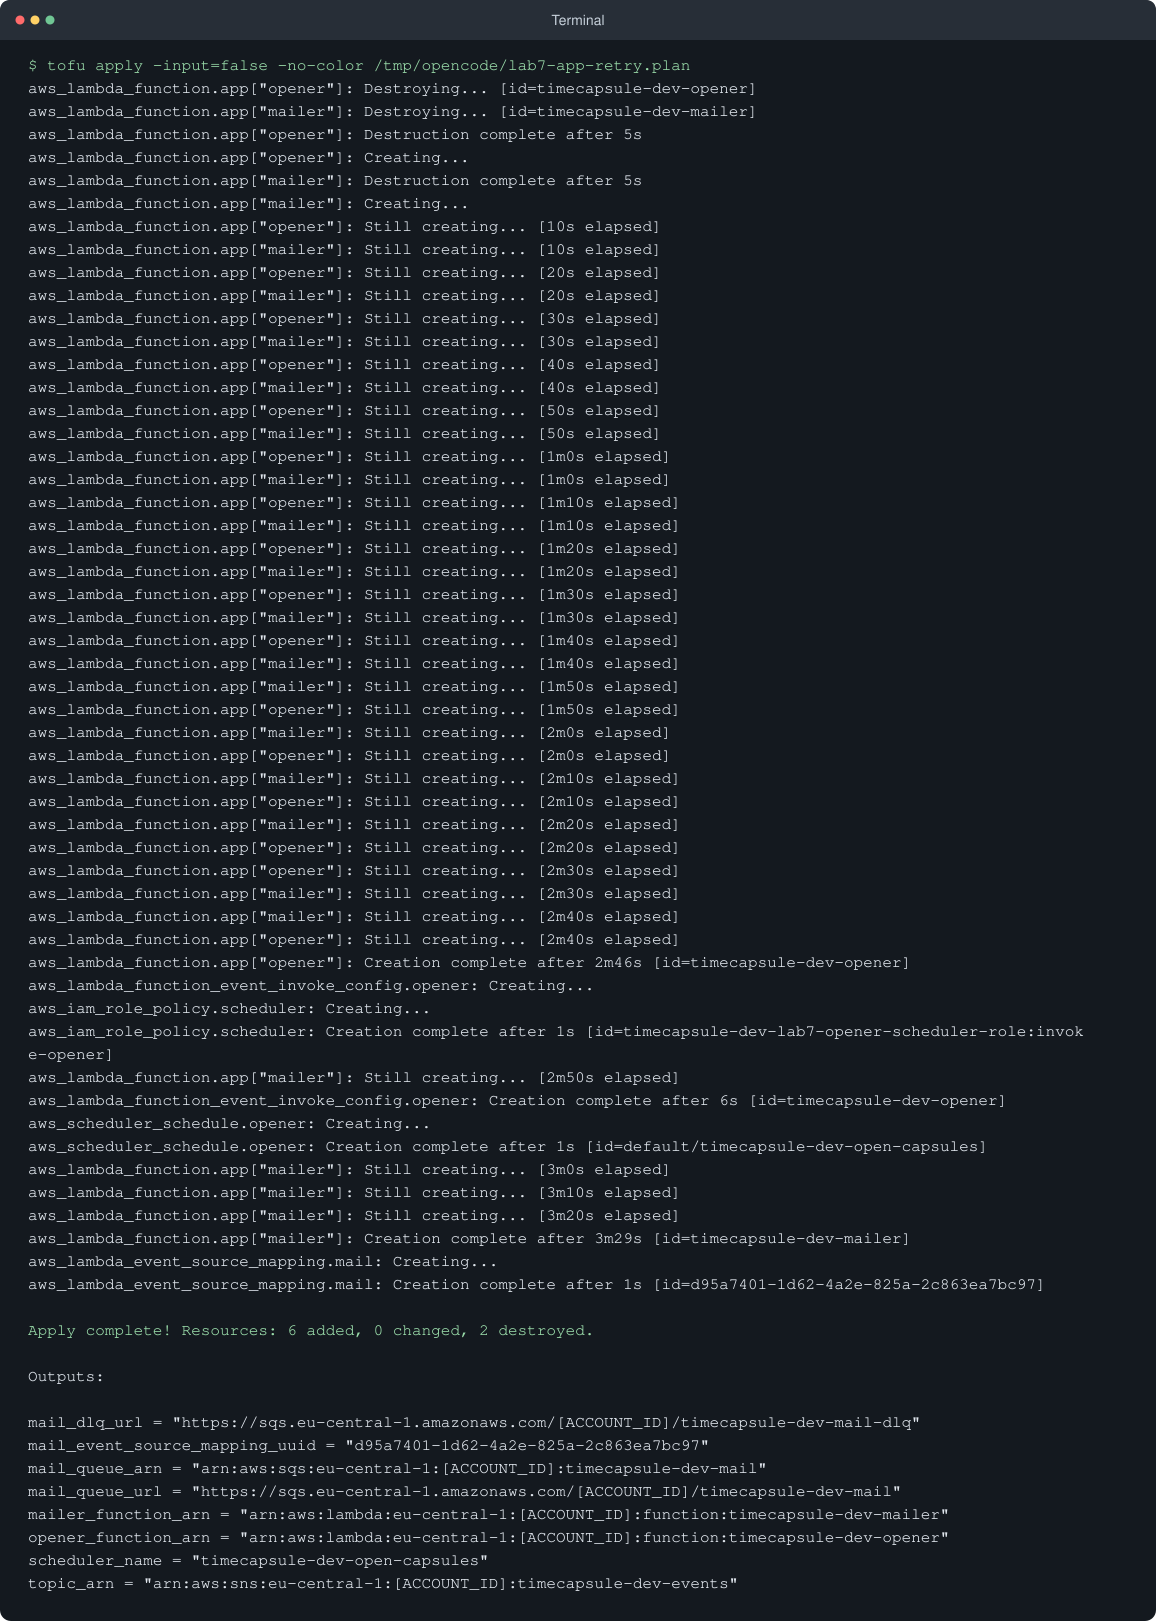 Terminal
$ tofu apply -input=false -no-color /tmp/opencode/lab7-app-retry.plan
aws_lambda_function.app["opener"]: Destroying... [id=timecapsule-dev-opener]
aws_lambda_function.app["mailer"]: Destroying... [id=timecapsule-dev-mailer]
aws_lambda_function.app["opener"]: Destruction complete after 5s
aws_lambda_function.app["opener"]: Creating...
aws_lambda_function.app["mailer"]: Destruction complete after 5s
aws_lambda_function.app["mailer"]: Creating...
aws_lambda_function.app["opener"]: Still creating... [10s elapsed]
aws_lambda_function.app["mailer"]: Still creating... [10s elapsed]
aws_lambda_function.app["opener"]: Still creating... [20s elapsed]
aws_lambda_function.app["mailer"]: Still creating... [20s elapsed]
aws_lambda_function.app["opener"]: Still creating... [30s elapsed]
aws_lambda_function.app["mailer"]: Still creating... [30s elapsed]
aws_lambda_function.app["opener"]: Still creating... [40s elapsed]
aws_lambda_function.app["mailer"]: Still creating... [40s elapsed]
aws_lambda_function.app["opener"]: Still creating... [50s elapsed]
aws_lambda_function.app["mailer"]: Still creating... [50s elapsed]
aws_lambda_function.app["opener"]: Still creating... [1m0s elapsed]
aws_lambda_function.app["mailer"]: Still creating... [1m0s elapsed]
aws_lambda_function.app["opener"]: Still creating... [1m10s elapsed]
aws_lambda_function.app["mailer"]: Still creating... [1m10s elapsed]
aws_lambda_function.app["opener"]: Still creating... [1m20s elapsed]
aws_lambda_function.app["mailer"]: Still creating... [1m20s elapsed]
aws_lambda_function.app["opener"]: Still creating... [1m30s elapsed]
aws_lambda_function.app["mailer"]: Still creating... [1m30s elapsed]
aws_lambda_function.app["opener"]: Still creating... [1m40s elapsed]
aws_lambda_function.app["mailer"]: Still creating... [1m40s elapsed]
aws_lambda_function.app["mailer"]: Still creating... [1m50s elapsed]
aws_lambda_function.app["opener"]: Still creating... [1m50s elapsed]
aws_lambda_function.app["mailer"]: Still creating... [2m0s elapsed]
aws_lambda_function.app["opener"]: Still creating... [2m0s elapsed]
aws_lambda_function.app["mailer"]: Still creating... [2m10s elapsed]
aws_lambda_function.app["opener"]: Still creating... [2m10s elapsed]
aws_lambda_function.app["mailer"]: Still creating... [2m20s elapsed]
aws_lambda_function.app["opener"]: Still creating... [2m20s elapsed]
aws_lambda_function.app["opener"]: Still creating... [2m30s elapsed]
aws_lambda_function.app["mailer"]: Still creating... [2m30s elapsed]
aws_lambda_function.app["mailer"]: Still creating... [2m40s elapsed]
aws_lambda_function.app["opener"]: Still creating... [2m40s elapsed]
aws_lambda_function.app["opener"]: Creation complete after 2m46s [id=timecapsule-dev-opener]
aws_lambda_function_event_invoke_config.opener: Creating...
aws_iam_role_policy.scheduler: Creating...
aws_iam_role_policy.scheduler: Creation complete after 1s [id=timecapsule-dev-lab7-opener-scheduler-role:invok
e-opener]
aws_lambda_function.app["mailer"]: Still creating... [2m50s elapsed]
aws_lambda_function_event_invoke_config.opener: Creation complete after 6s [id=timecapsule-dev-opener]
aws_scheduler_schedule.opener: Creating...
aws_scheduler_schedule.opener: Creation complete after 1s [id=default/timecapsule-dev-open-capsules]
aws_lambda_function.app["mailer"]: Still creating... [3m0s elapsed]
aws_lambda_function.app["mailer"]: Still creating... [3m10s elapsed]
aws_lambda_function.app["mailer"]: Still creating... [3m20s elapsed]
aws_lambda_function.app["mailer"]: Creation complete after 3m29s [id=timecapsule-dev-mailer]
aws_lambda_event_source_mapping.mail: Creating...
aws_lambda_event_source_mapping.mail: Creation complete after 1s [id=d95a7401-1d62-4a2e-825a-2c863ea7bc97]
Apply complete! Resources: 6 added, 0 changed, 2 destroyed.
Outputs:
mail_dlq_url = "https://sqs.eu-central-1.amazonaws.com/[ACCOUNT_ID]/timecapsule-dev-mail-dlq"
mail_event_source_mapping_uuid = "d95a7401-1d62-4a2e-825a-2c863ea7bc97"
mail_queue_arn = "arn:aws:sqs:eu-central-1:[ACCOUNT_ID]:timecapsule-dev-mail"
mail_queue_url = "https://sqs.eu-central-1.amazonaws.com/[ACCOUNT_ID]/timecapsule-dev-mail"
mailer_function_arn = "arn:aws:lambda:eu-central-1:[ACCOUNT_ID]:function:timecapsule-dev-mailer"
opener_function_arn = "arn:aws:lambda:eu-central-1:[ACCOUNT_ID]:function:timecapsule-dev-opener"
scheduler_name = "timecapsule-dev-open-capsules"
topic_arn = "arn:aws:sns:eu-central-1:[ACCOUNT_ID]:timecapsule-dev-events"